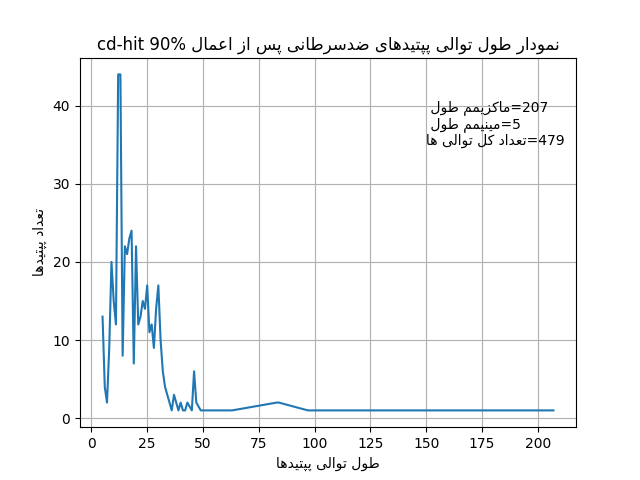 نمودار طول توالی پپتیدهای ضدسرطانی پس از اعمال cd-hit 90%
ماکزیمم طول=207
مینیمم طول=5
تعداد کل توالی ها=479
تعداد پپتیدها
40
30
20
10
0
0 25 50 75 100 125 150 175 200
طول توالی پپتیدها